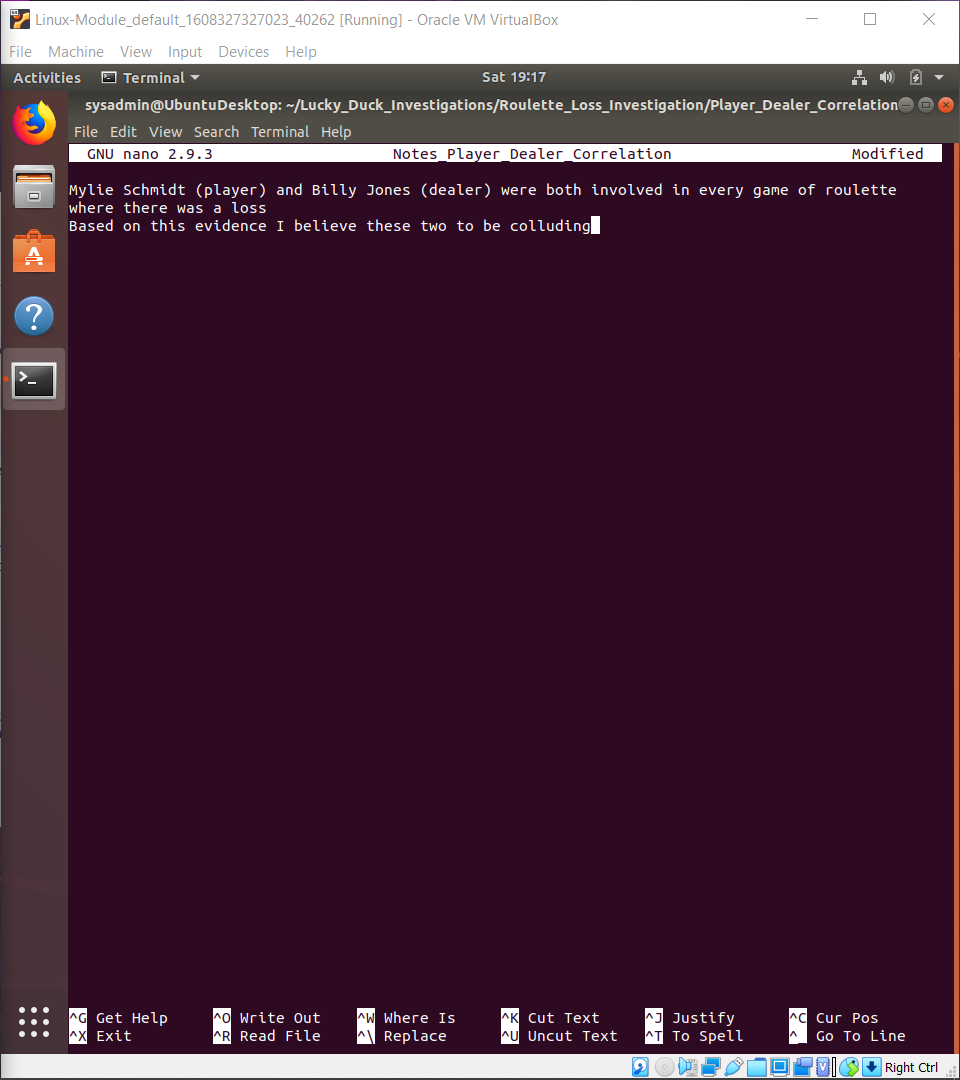 Linux-Module_default_1608327327023_40262 [Running] - Oracle VM VirtualBox
File Machine View Input Devices Help
Activities Terminal Sat 19:17
sysadmin@UbuntuDesktop: ~/Lucky_Duck_Investigations/Roulette_Loss_Investigation/Player_Dealer_Correlation
File Edit View Search Terminal Help
GNU nano 2.9.3 Notes_Player_Dealer_Correlation Modified
Mylie Schmidt (player) and Billy Jones (dealer) were both involved in every game of roulette
where there was a loss
Based on this evidence I believe these two to be colluding
^G Get Help ^O Write Out ^W Where Is ^K Cut Text ^J Justify ^C Cur Pos
^X Exit ^R Read File ^\ Replace ^U Uncut Text ^T To Spell ^_ Go To Line
Right Ctrl